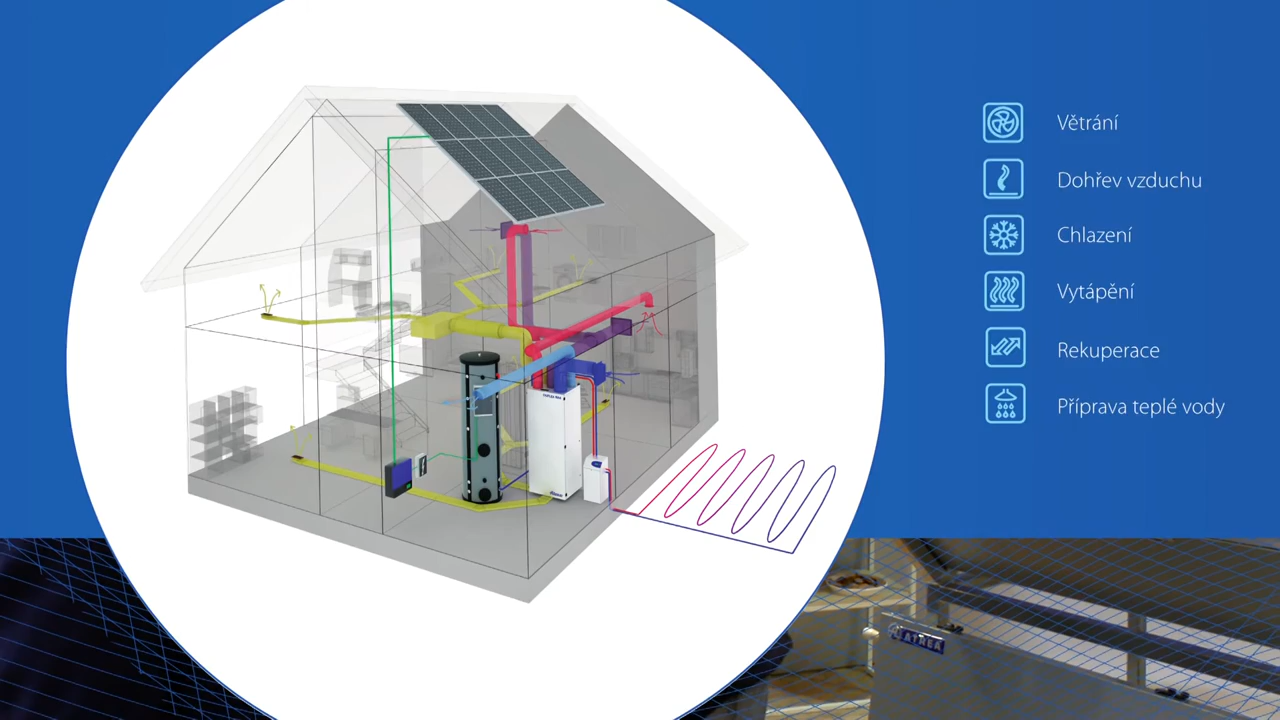 Větrání
Dohřev vzduchu
Chlazení
Vytápění
Rekuperace
Příprava teplé vody
ATREA